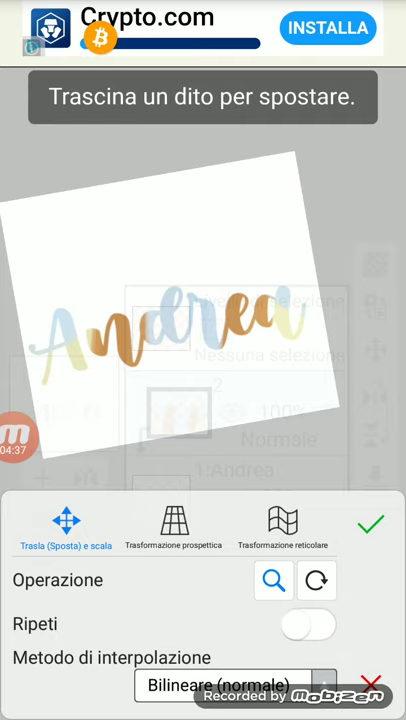 Crypto.com
INSTALLA
Trascina un dito per spostare.
Andrea
Nessuna selezione
2
100%
Normale
1:Andrea
04:37
Trasla (Sposta) e scala
Trasformazione prospettica
Trasformazione reticolare
Operazione
Ripeti
Metodo di interpolazione
Bilineare (normale)
Recorded by mobizen